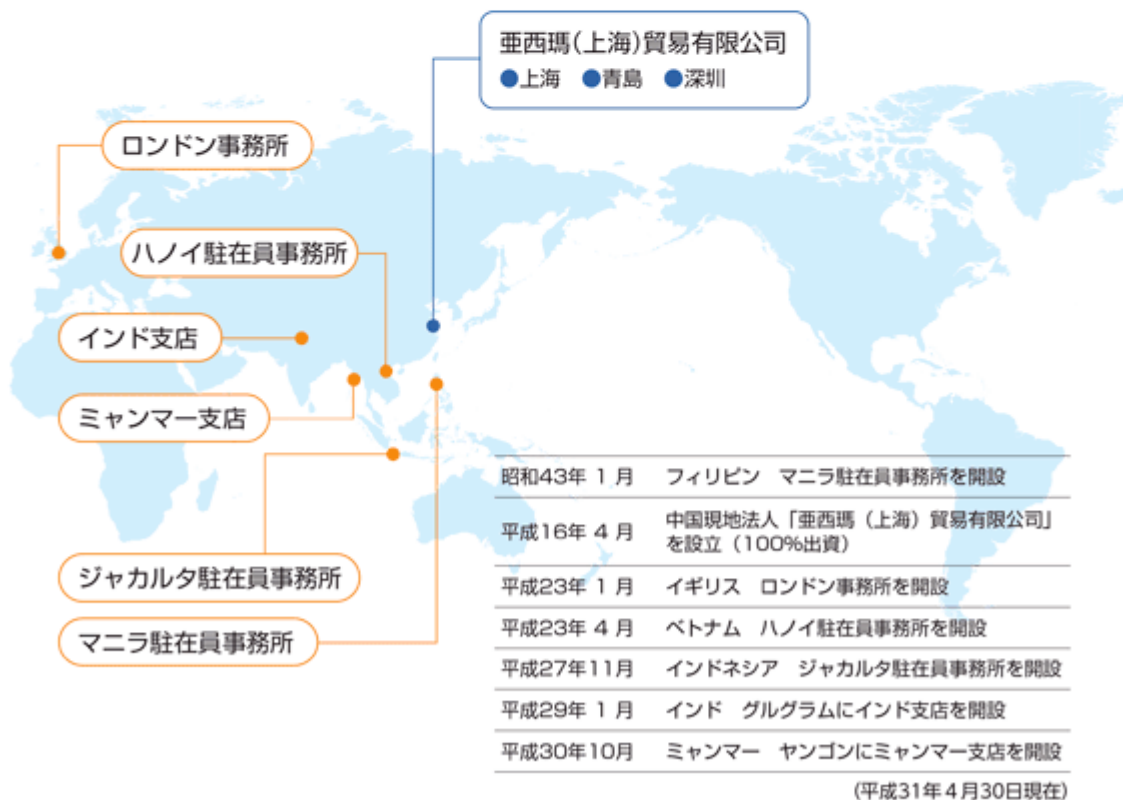 亜西瑪(上海)貿易有限公司
●上海 ●青島 ●深圳
ロンドン事務所
ハノイ駐在員事務所
インド支店
ミャンマー支店
ジャカルタ駐在員事務所
マニラ駐在員事務所
昭和43年 1 月 フィリピン マニラ駐在員事務所を開設
平成16年 4 月 中国現地法人「亜西瑪（上海）貿易有限公司」
を設立（100%出資）
平成23年 1 月 イギリス ロンドン事務所を開設
平成23年 4 月 ベトナム ハノイ駐在員事務所を開設
平成27年11月 インドネシア ジャカルタ駐在員事務所を開設
平成29年 1 月 インド グルグラムにインド支店を開設
平成30年10月 ミャンマー ヤンゴンにミャンマー支店を開設
(平成31年4月30日現在)